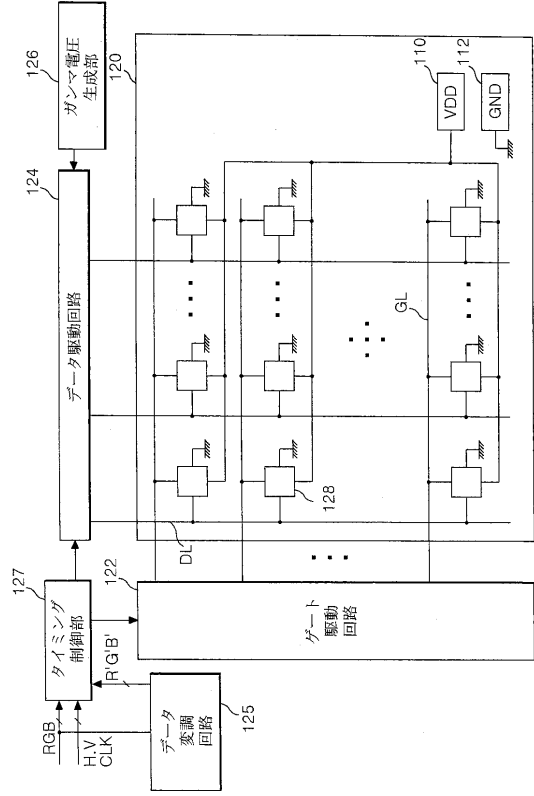 126
ガンマ電圧
生成部
120
124
データ駆動回路
110
VDD
112
GND
GL
128
DL
127
タイミング
制御部
122
ゲート
駆動
回路
RGB
H.V
CLK
R'G'B'
データ
変調
回路
125